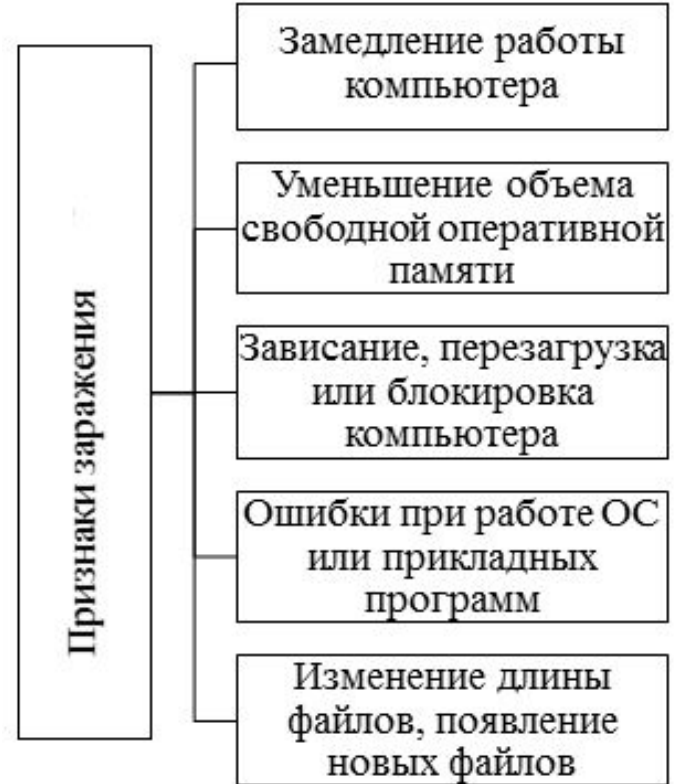 Признаки заражения
Замедление работы
компьютера
Уменьшение объема
свободной оперативной
памяти
Зависание, перезагрузка
или блокировка
компьютера
Ошибки при работе ОС
или прикладных
программ
Изменение длины
файлов, появление
новых файлов